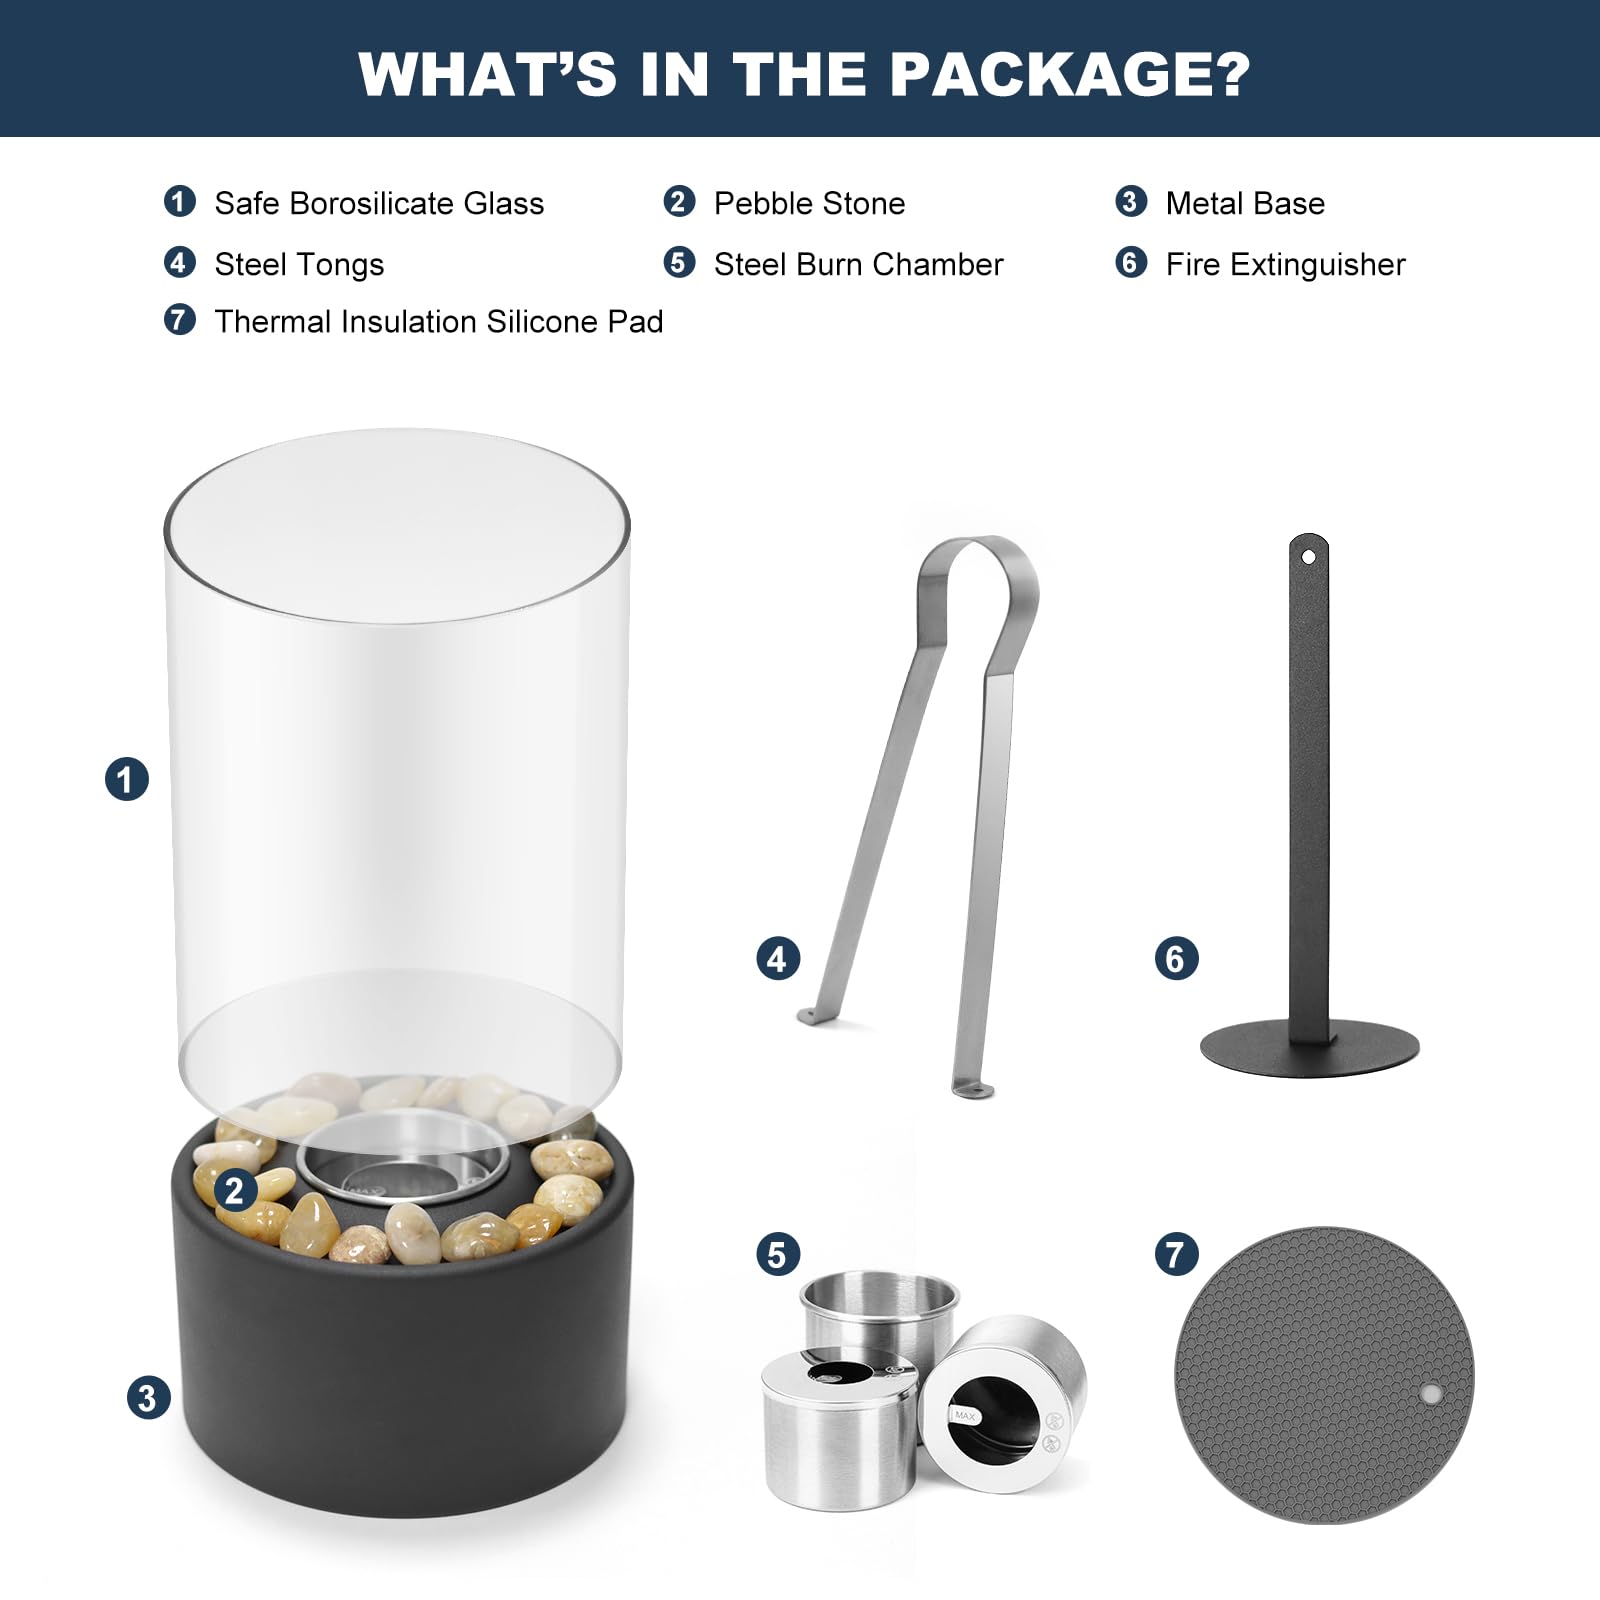 WHAT'S IN THE PACKAGE?
1 Safe Borosilicate Glass
2 Pebble Stone
3 Metal Base
4 Steel Tongs
5 Steel Burn Chamber
6 Fire Extinguisher
7 Thermal Insulation Silicone Pad
1
4
6
MAX
2
5
7
3
MAX